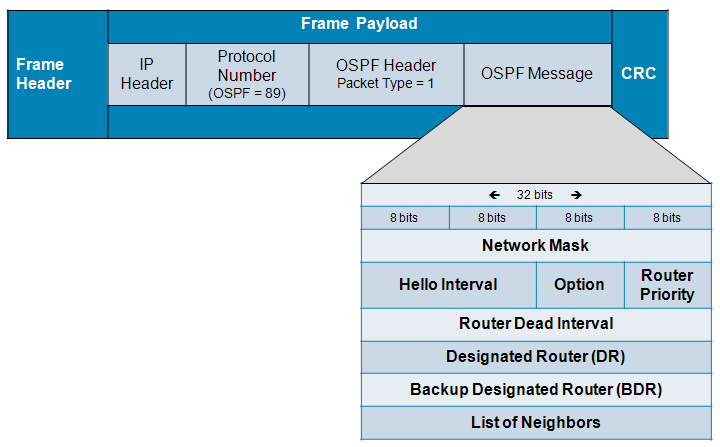 Frame Payload
Frame
Header
IP
Header
Protocol
Number
(OSPF = 89)
OSPF Header
Packet Type = 1
OSPF Message
CRC
← 32 bits →
8 bits 8 bits 8 bits 8 bits
Network Mask
Hello Interval Option Router
Priority
Router Dead Interval
Designated Router (DR)
Backup Designated Router (BDR)
List of Neighbors